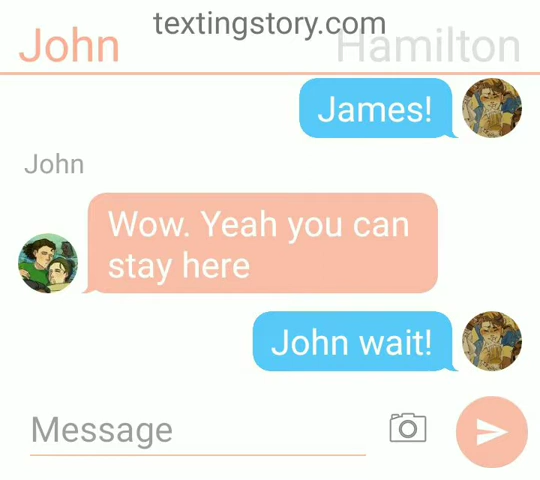 textingstory.com
John
Hamilton
James!
John
Wow. Yeah you can
stay here
John wait!
Message